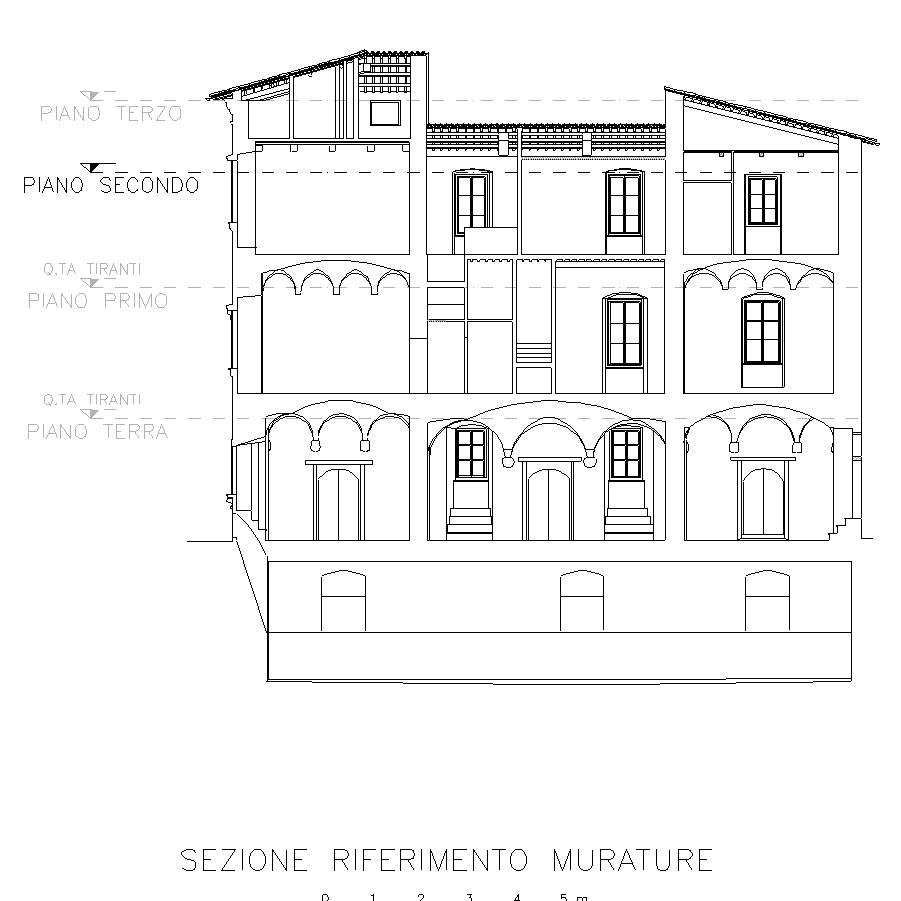 PIANO TERZO
PIANO SECONDO
Q.TA TIRANTI
PIANO PRIMO
Q.TA TIRANTI
PIANO TERRA
SEZIONE RIFERIMENTO MURATURE
0 1 2 3 4 5 m